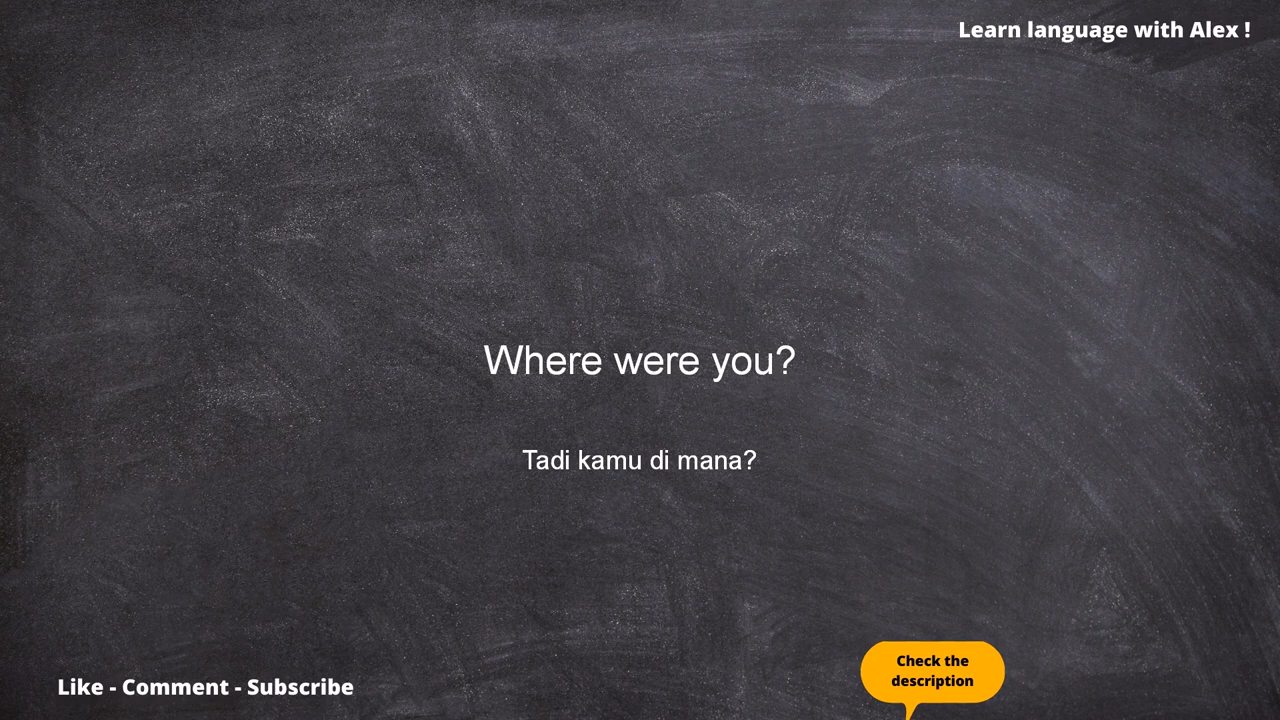 Learn language with Alex !
Where were you?
Tadi kamu di mana?
Like - Comment - Subscribe
Check the
description